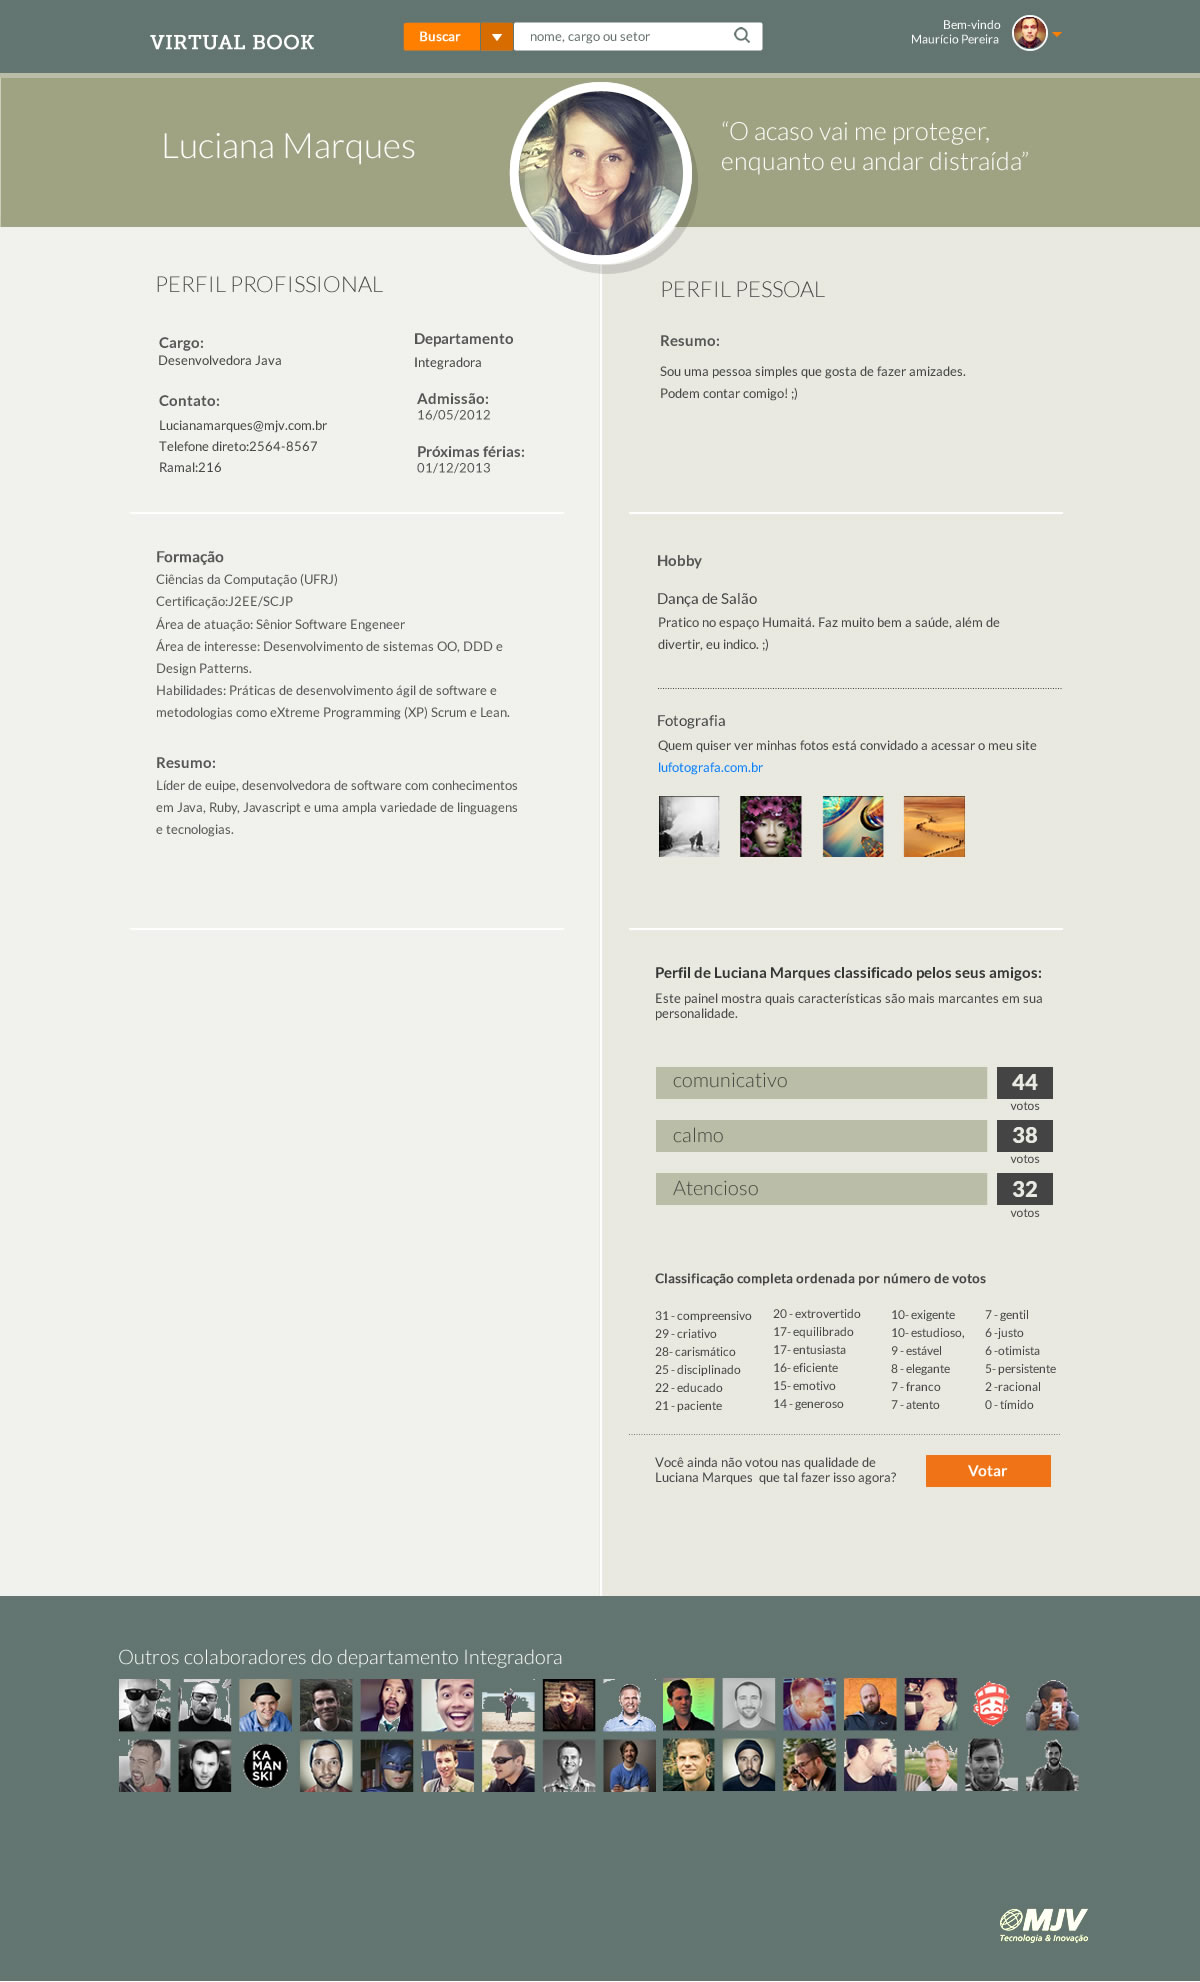 VIRTUAL BOOK
Buscar
nome, cargo ou setor
Bem-vindo
Maurício Pereira
Luciana Marques
“O acaso vai me proteger,
enquanto eu andar distraída”
PERFIL PROFISSIONAL
Cargo:
Desenvolvedora Java
Contato:
Lucianamarques@mjv.com.br
Telefone direto:2564-8567
Ramal:216
Departamento
Integradora
Admissão:
16/05/2012
Próximas férias:
01/12/2013
Formação
Ciências da Computação (UFRJ)
Certificação:J2EE/SCJP
Área de atuação: Sênior Software Engeneer
Área de interesse: Desenvolvimento de sistemas OO, DDD e
Design Patterns.
Habilidades: Práticas de desenvolvimento ágil de software e
metodologias como eXtreme Programming (XP) Scrum e Lean.
Resumo:
Líder de euipe, desenvolvedora de software com conhecimentos
em Java, Ruby, Javascript e uma ampla variedade de linguagens
e tecnologias.
PERFIL PESSOAL
Resumo:
Sou uma pessoa simples que gosta de fazer amizades.
Podem contar comigo! ;)
Hobby
Dança de Salão
Pratico no espaço Humaitá. Faz muito bem a saúde, além de
divertir, eu indico. ;)
Fotografia
Quem quiser ver minhas fotos está convidado a acessar o meu site
lufotografa.com.br
Perfil de Luciana Marques classificado pelos seus amigos:
Este painel mostra quais características são mais marcantes em sua
personalidade.
comunicativo
44
votos
calmo
38
votos
Atencioso
32
votos
Classificação completa ordenada por número de votos
31 - compreensivo
29 - criativo
28- carismático
25 - disciplinado
22 - educado
21 - paciente
20 - extrovertido
17- equilibrado
17- entusiasta
16- eficiente
15- emotivo
14 - generoso
10- exigente
10- estudioso,
9 - estável
8 - elegante
7 - franco
7 - atento
7 - gentil
6 -justo
6 -otimista
5- persistente
2 -racional
0 - tímido
Você ainda não votou nas qualidade de
Luciana Marques  que tal fazer isso agora?
Votar
Outros colaboradores do departamento Integradora
KA
MAN
SKI
MJV
Tecnologia & Inovação